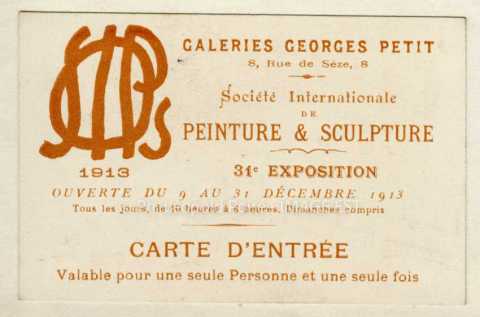 GALERIES GEORGES PETIT
8, Rue de Sèze, 8
Société Internationale
DE
PEINTURE & SCULPTURE
1913
31e EXPOSITION
OUVERTE DU 9 AU 31 DÉCEMBRE 1913
Tous les jours, de 10 heures à 6 heures, Dimanches compris
CARTE D'ENTRÉE
Valable pour une seule Personne et une seule fois